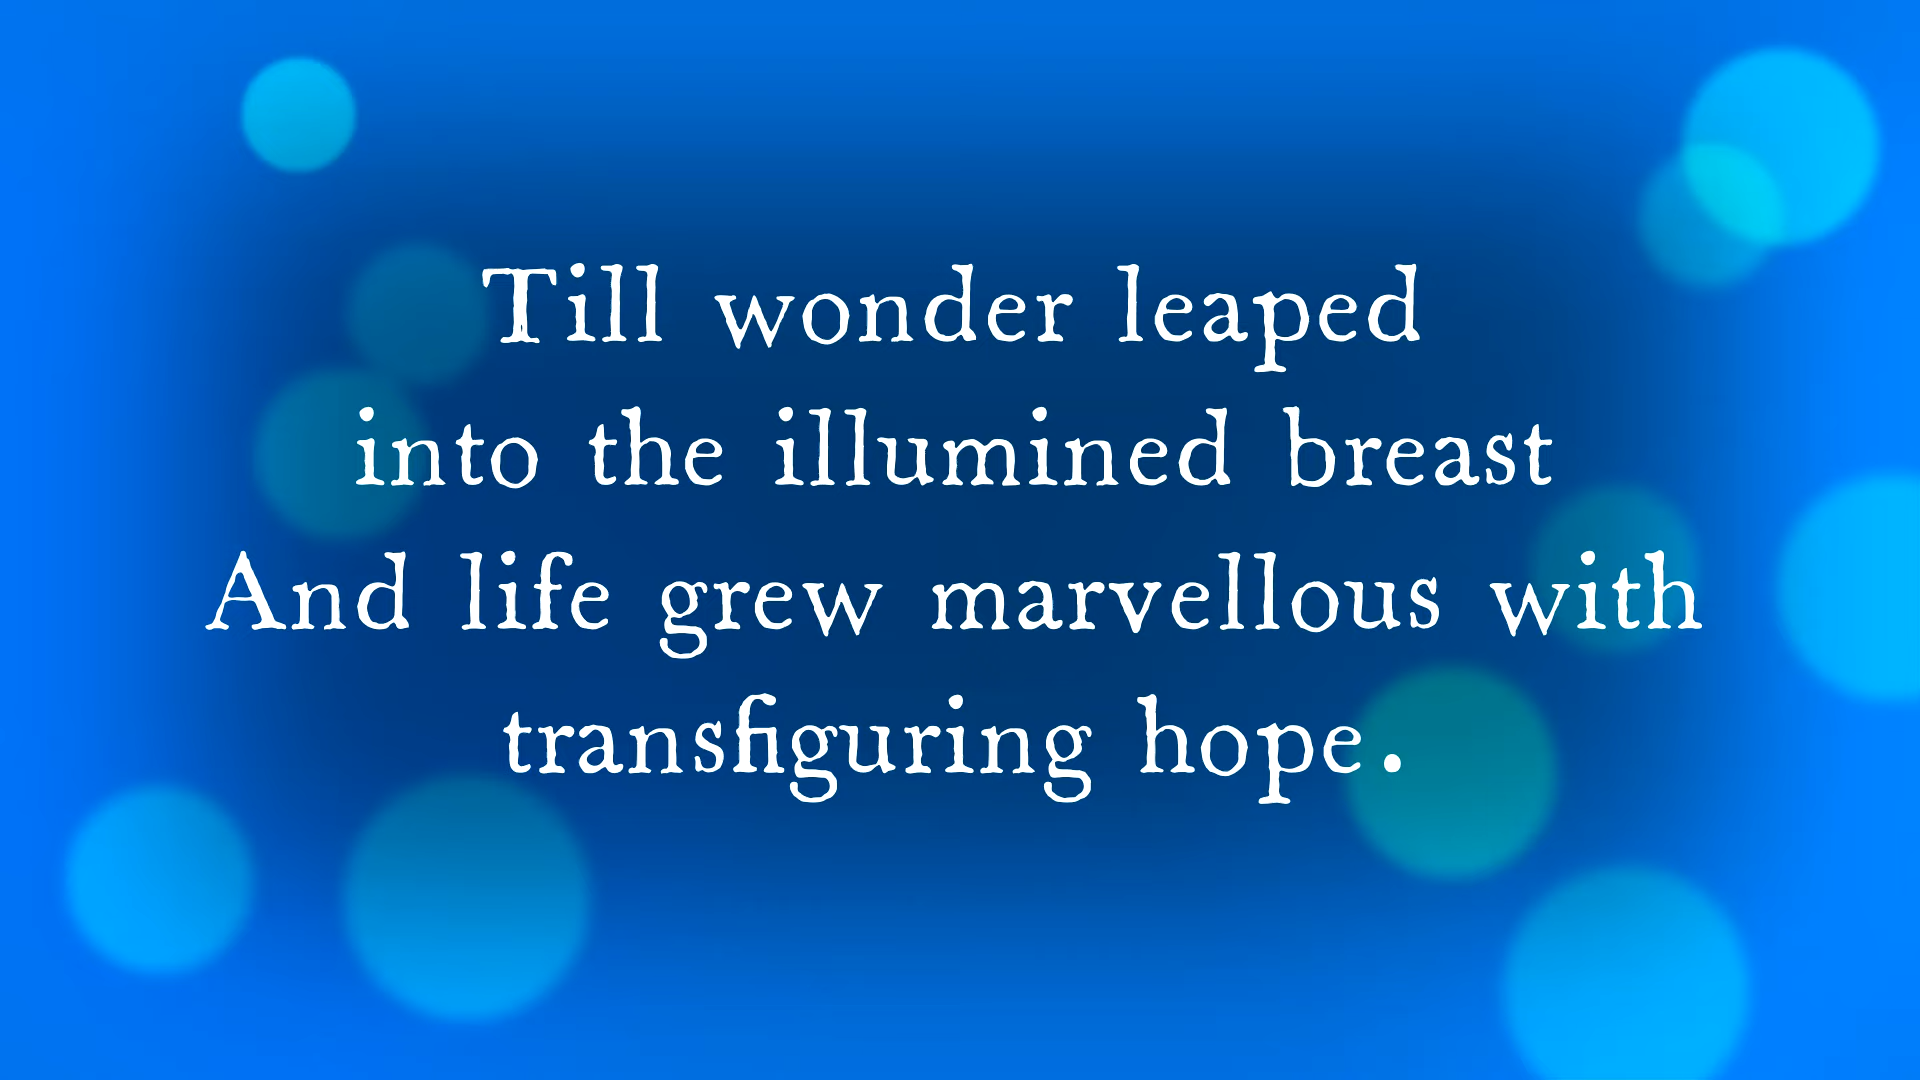 Till wonder leaped
into the illumined breast
And life grew marvellous with
transfiguring hope.